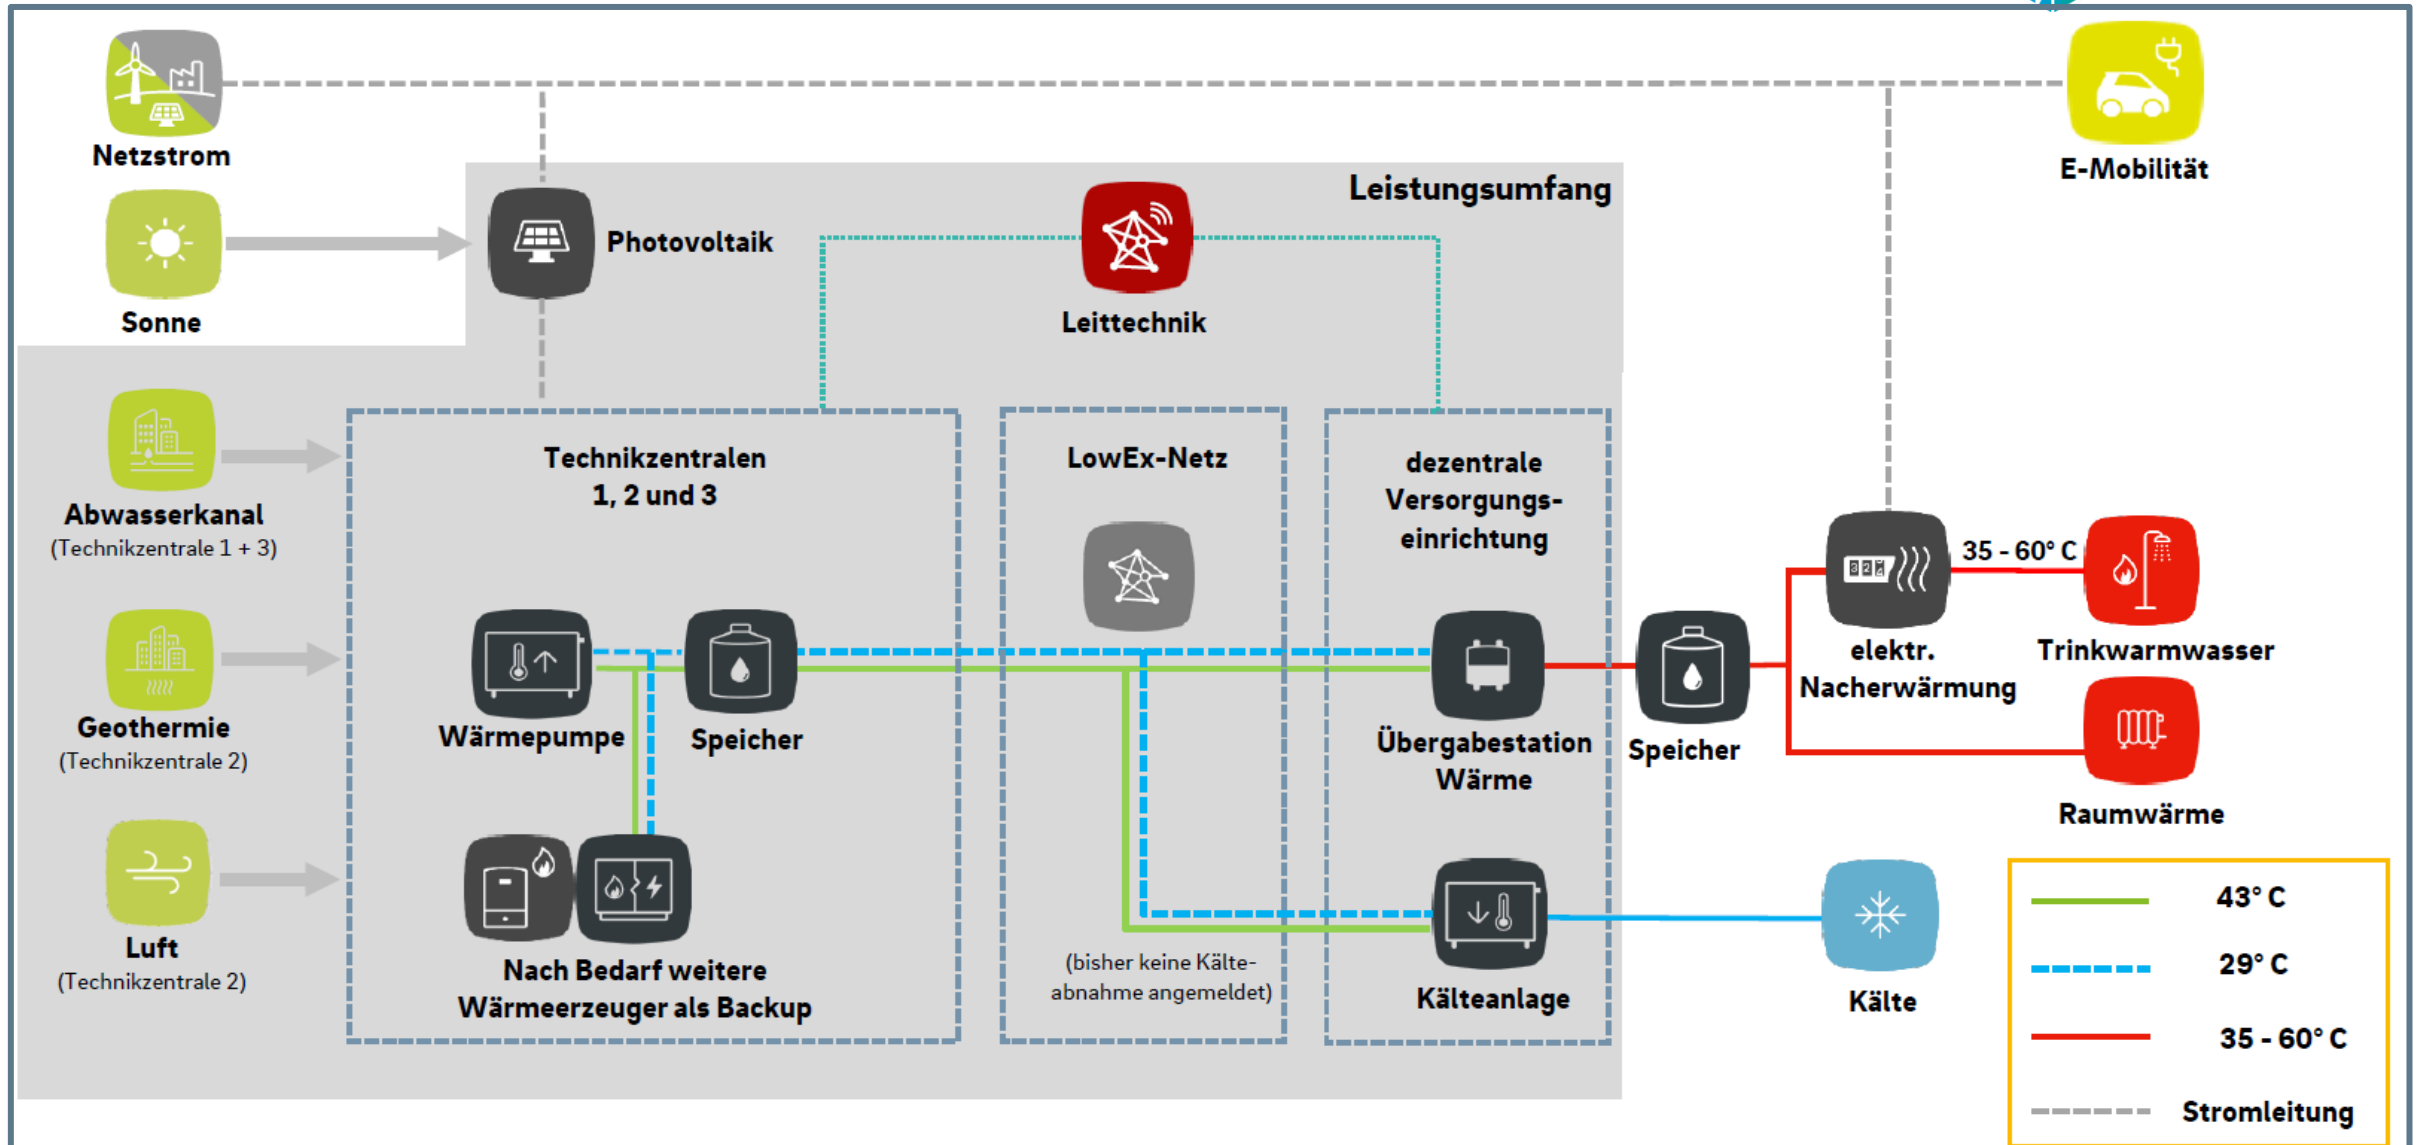 Netzstrom
E-Mobilität
Leistungsumfang
Photovoltaik
Sonne
Leittechnik
Technikzentralen
1, 2 und 3
LowEx-Netz
dezentrale
Versorgungs-
einrichtung
Abwasserkanal
(Technikzentrale 1 + 3)
35 - 60° C
elektr.
Nacherwärmung
Trinkwarmwasser
Geothermie
(Technikzentrale 2)
Wärmepumpe
Speicher
Übergabestation
Wärme
Speicher
Raumwärme
Luft
(Technikzentrale 2)
Nach Bedarf weitere
Wärmeerzeuger als Backup
(bisher keine Kälte-
abnahme angemeldet)
Kälteanlage
Kälte
43° C
29° C
35 - 60° C
Stromleitung